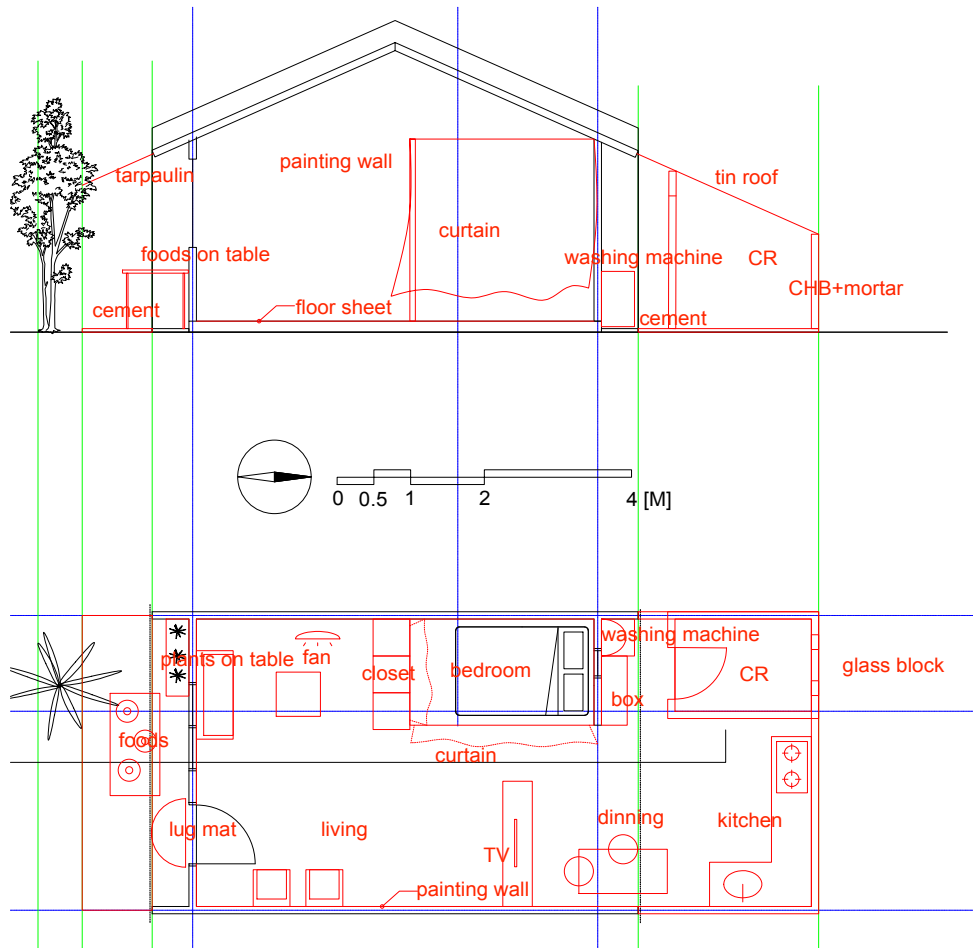 painting wall
tarpaulin
tin roof
curtain
foods on table
washing machine
CR
CHB+mortar
floor sheet
cement
cement
0 0.5 1 2 4 [M]
washing machine
plants on table
fan
closet
bedroom
CR
glass block
box
foods
curtain
lug mat
living
dinning
kitchen
TV
painting wall